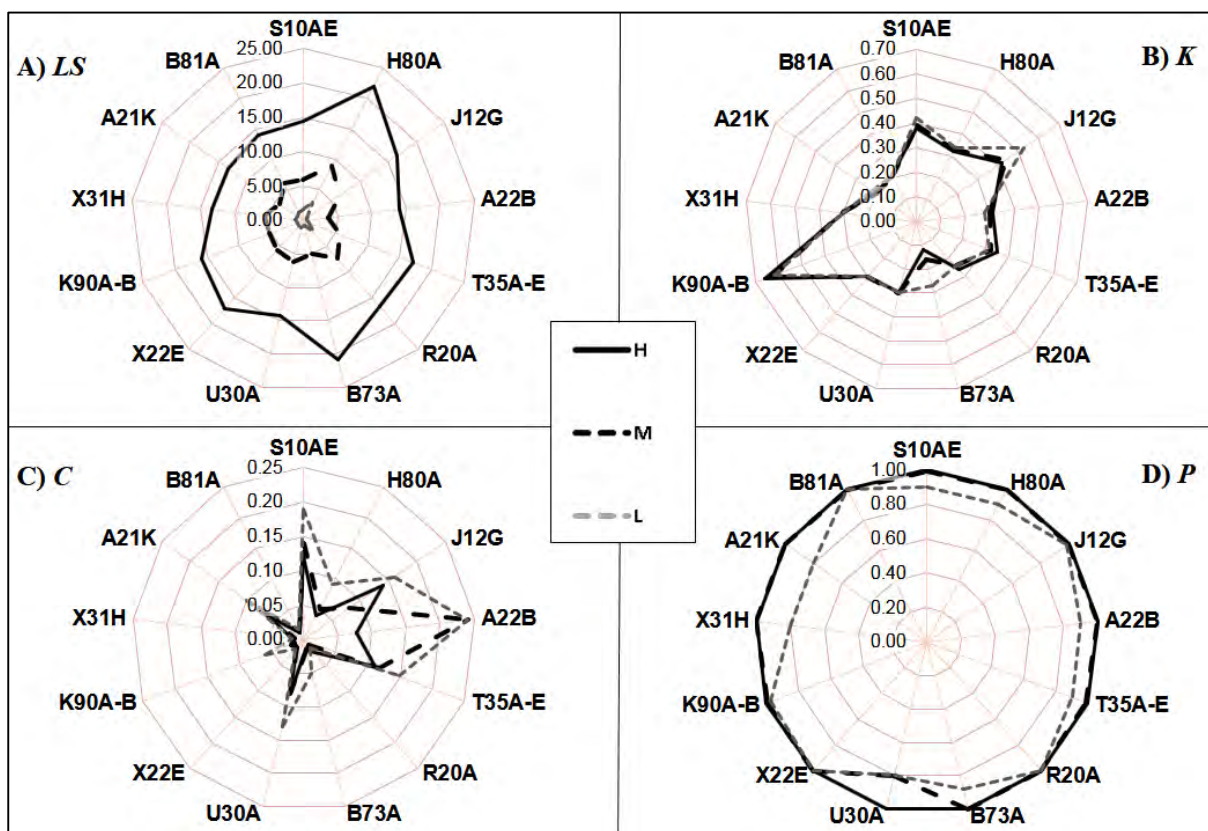 A) LS
S10AE
H80A
J12G
A22B
T35A-E
R20A
B73A
U30A
X22E
K90A-B
X31H
A21K
B81A
25.00
20.00
15.00
10.00
5.00
0.00
B) K
S10AE
H80A
J12G
A22B
T35A-E
R20A
B73A
U30A
X22E
K90A-B
X31H
A21K
B81A
0.70
0.60
0.50
0.40
0.30
0.20
0.10
0.00
H
M
L
C) C
S10AE
H80A
J12G
A22B
T35A-E
R20A
B73A
U30A
X22E
K90A-B
X31H
A21K
B81A
0.25
0.20
0.15
0.10
0.05
0.00
D) P
S10AE
H80A
J12G
A22B
T35A-E
R20A
B73A
U30A
X22E
K90A-B
X31H
A21K
B81A
1.00
0.80
0.60
0.40
0.20
0.00